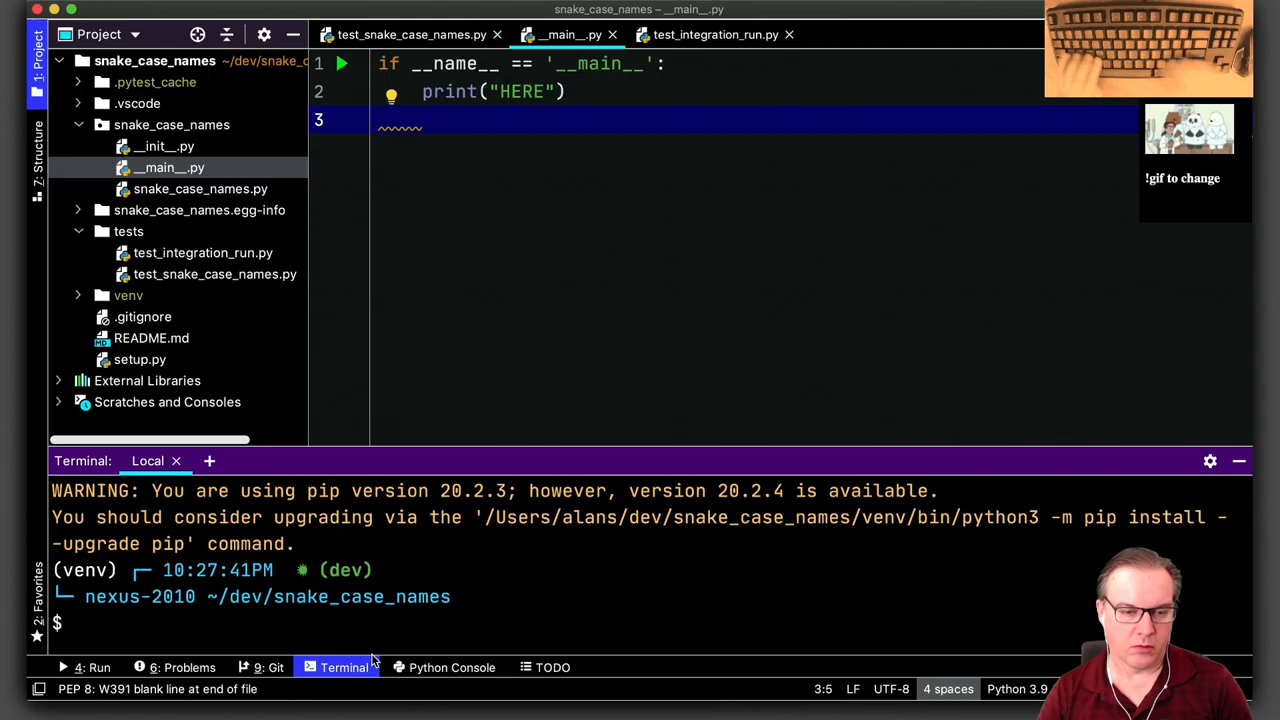 snake_case_names – __main__.py
Project
test_snake_case_names.py
__main__.py
test_integration_run.py
1: Project
7: Structure
2: Favorites
snake_case_names ~/dev/snake_c
.pytest_cache
.vscode
snake_case_names
__init__.py
__main__.py
snake_case_names.py
snake_case_names.egg-info
tests
test_integration_run.py
test_snake_case_names.py
venv
.gitignore
README.md
setup.py
External Libraries
Scratches and Consoles
1 if __name__ == '__main__':
2 print("HERE")
3
!gif to change
Terminal: Local
WARNING: You are using pip version 20.2.3; however, version 20.2.4 is available.
You should consider upgrading via the '/Users/alans/dev/snake_case_names/venv/bin/python3 -m pip install -
-upgrade pip' command.
(venv) ┌─ 10:27:41PM ✹ (dev)
└─ nexus-2010 ~/dev/snake_case_names
$
4: Run
6: Problems
9: Git
Terminal
Python Console
TODO
PEP 8: W391 blank line at end of file
3:5 LF UTF-8 4 spaces Python 3.9